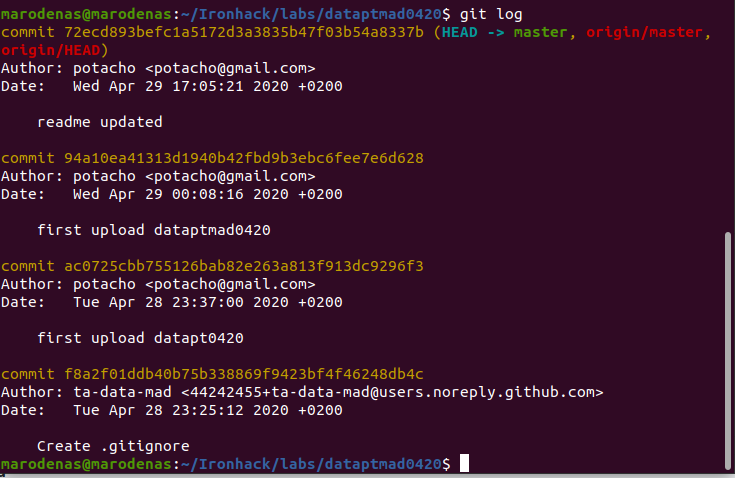 marodenas@marodenas:~/Ironhack/labs/dataptmad0420$ git log
commit 72ecd893befc1a5172d3a3835b47f03b54a8337b (HEAD -> master, origin/master,
origin/HEAD)
Author: potacho <potacho@gmail.com>
Date:   Wed Apr 29 17:05:21 2020 +0200
    readme updated
commit 94a10ea41313d1940b42fbd9b3ebc6fee7e6d628
Author: potacho <potacho@gmail.com>
Date:   Wed Apr 29 00:08:16 2020 +0200
    first upload dataptmad0420
commit ac0725cbb755126bab82e263a813f913dc9296f3
Author: potacho <potacho@gmail.com>
Date:   Tue Apr 28 23:37:00 2020 +0200
    first upload datapt0420
commit f8a2f01ddb40b75b338869f9423bf4f46248db4c
Author: ta-data-mad <44242455+ta-data-mad@users.noreply.github.com>
Date:   Tue Apr 28 23:25:12 2020 +0200
    Create .gitignore
marodenas@marodenas:~/Ironhack/labs/dataptmad0420$